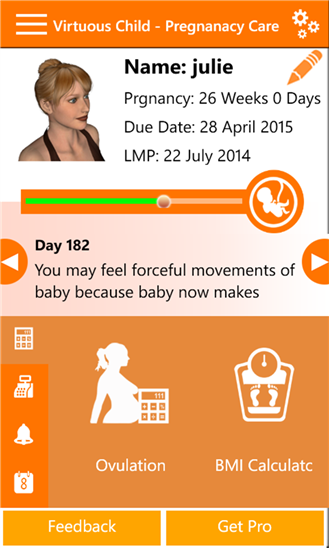 Virtuous Child - Pregnanacy Care
Name: julie
Prgnancy: 26 Weeks 0 Days
Due Date: 28 April 2015
LMP: 22 July 2014
Day 182
You may feel forceful movements of
baby because baby now makes
111
8
Ovulation
BMI Calculatc
Feedback
Get Pro